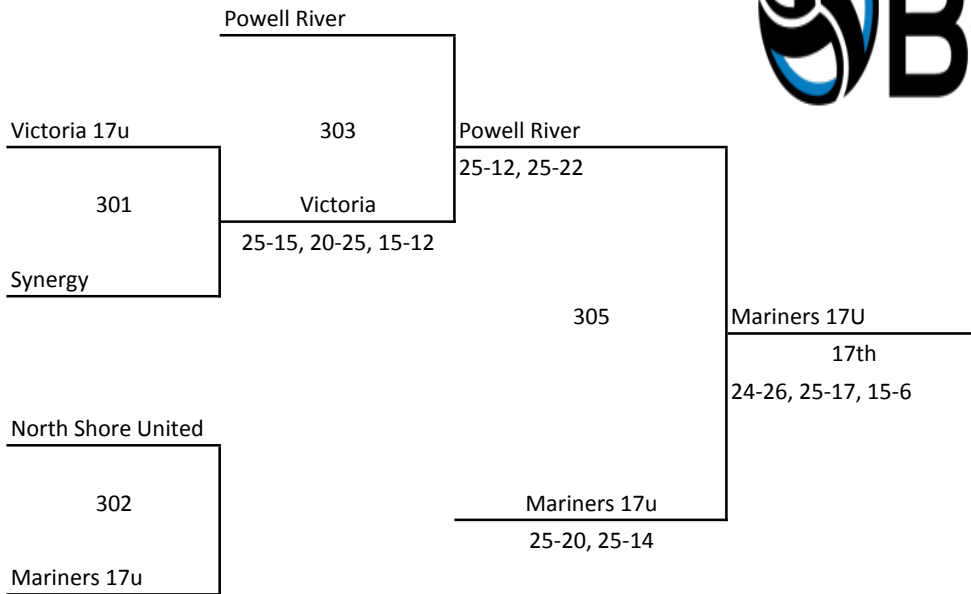 Powell River
B
Victoria 17u
303
Powell River
25-12, 25-22
301
Victoria
25-15, 20-25, 15-12
Synergy
305
Mariners 17U
17th
24-26, 25-17, 15-6
North Shore United
302
Mariners 17u
25-20, 25-14
Mariners 17u